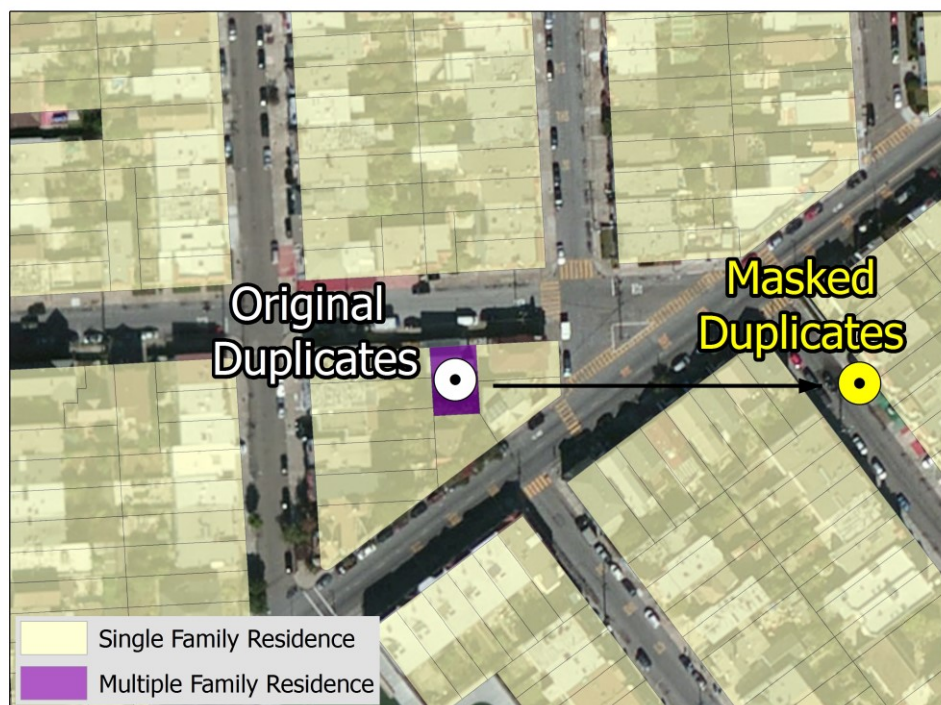 Original
Duplicates
Masked
Duplicates
Single Family Residence
Multiple Family Residence